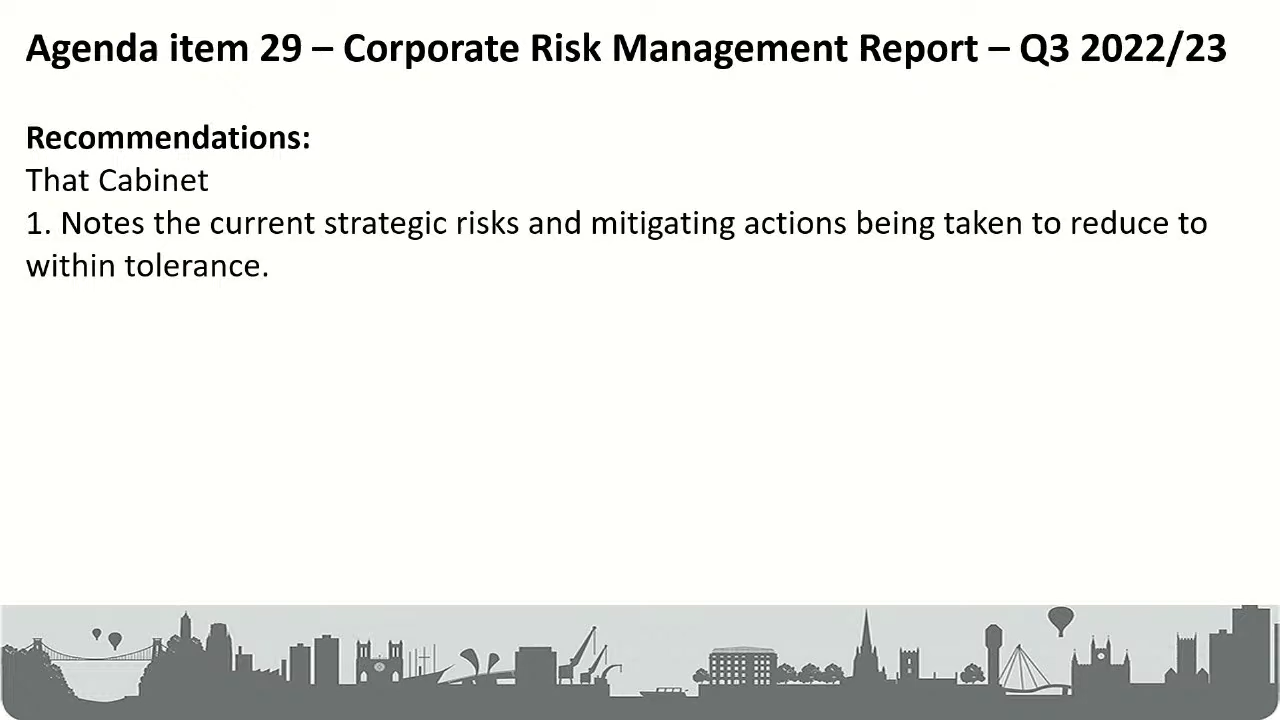 Agenda item 29 – Corporate Risk Management Report – Q3 2022/23
Recommendations:
That Cabinet
1. Notes the current strategic risks and mitigating actions being taken to reduce to
within tolerance.